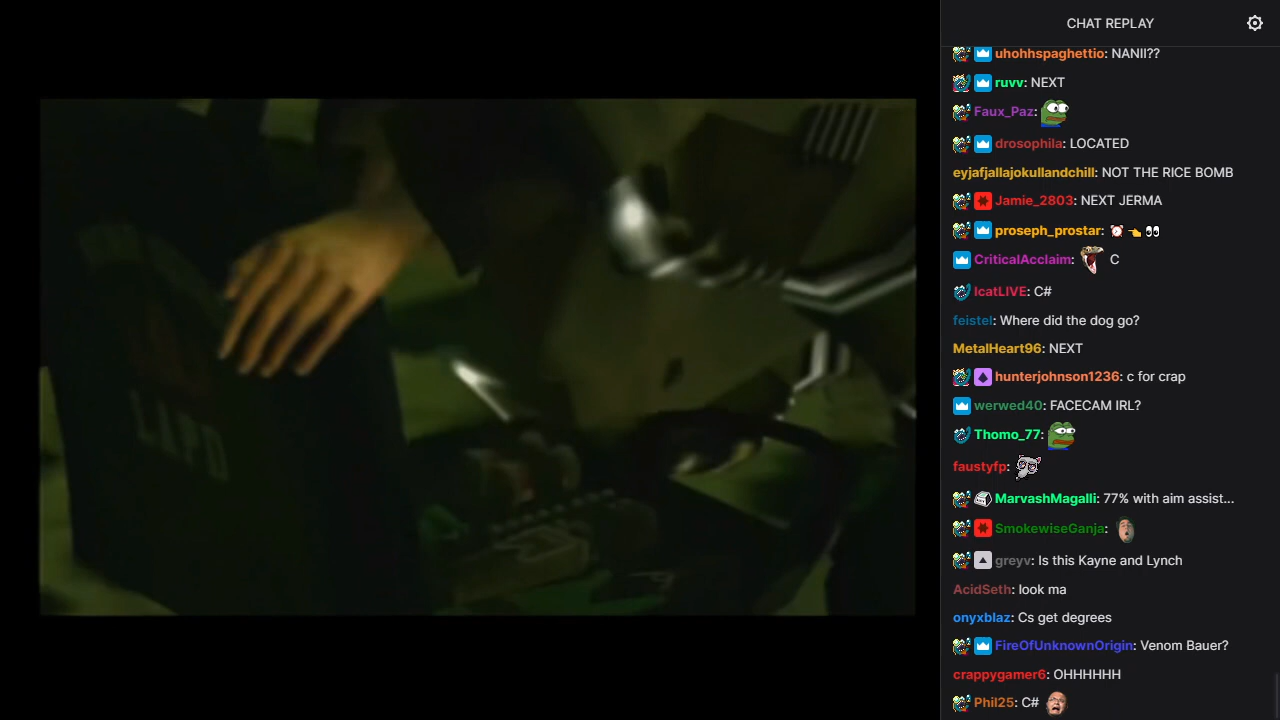 CHAT REPLAY
uhohhspaghettio: NANII??
ruvv: NEXT
Faux_Paz:
drosophila: LOCATED
eyjafjallajokullandchill: NOT THE RICE BOMB
Jamie_2803: NEXT JERMA
proseph_prostar:
CriticalAcclaim: C
IcatLIVE: C#
feistel: Where did the dog go?
MetalHeart96: NEXT
hunterjohnson1236: c for crap
werwed40: FACECAM IRL?
Thomo_77:
faustyfp:
MarvashMagalli: 77% with aim assist...
SmokewiseGanja:
greyv: Is this Kayne and Lynch
AcidSeth: look ma
onyxblaz: Cs get degrees
FireOfUnknownOrigin: Venom Bauer?
crappygamer6: OHHHHHH
Phil25: C#
LAPD